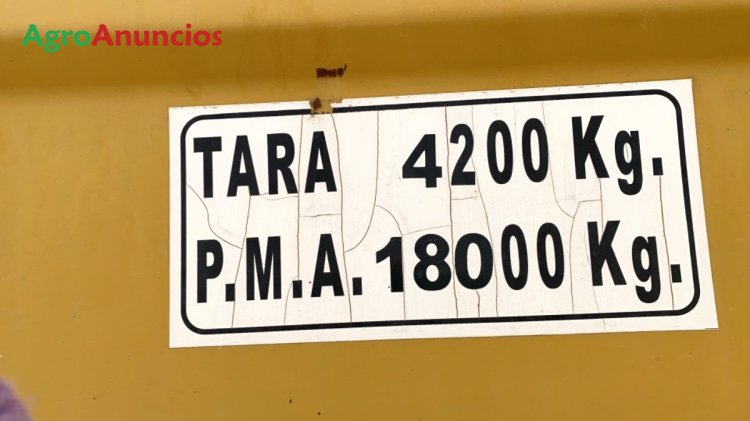 AgroAnuncios
TARA 4200 Kg.
P.M.A. 18000 Kg.